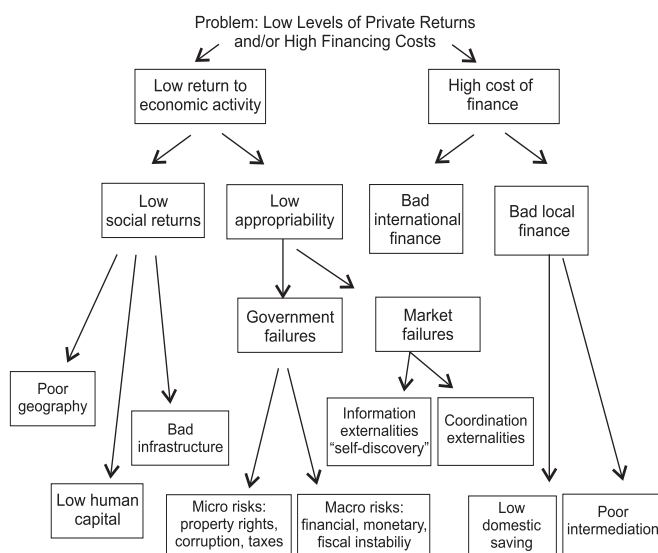 Problem: Low Levels of Private Returns
and/or High Financing Costs
Low return to
economic activity
High cost of
finance
Low
social returns
Low
appropriability
Bad
international
finance
Bad local
finance
Government
failures
Market
failures
Poor
geography
Bad
infrastructure
Information
externalities
“self-discovery”
Coordination
externalities
Low human
capital
Micro risks:
property rights,
corruption, taxes
Macro risks:
financial, monetary,
fiscal instabiliy
Low
domestic
saving
Poor
intermediation